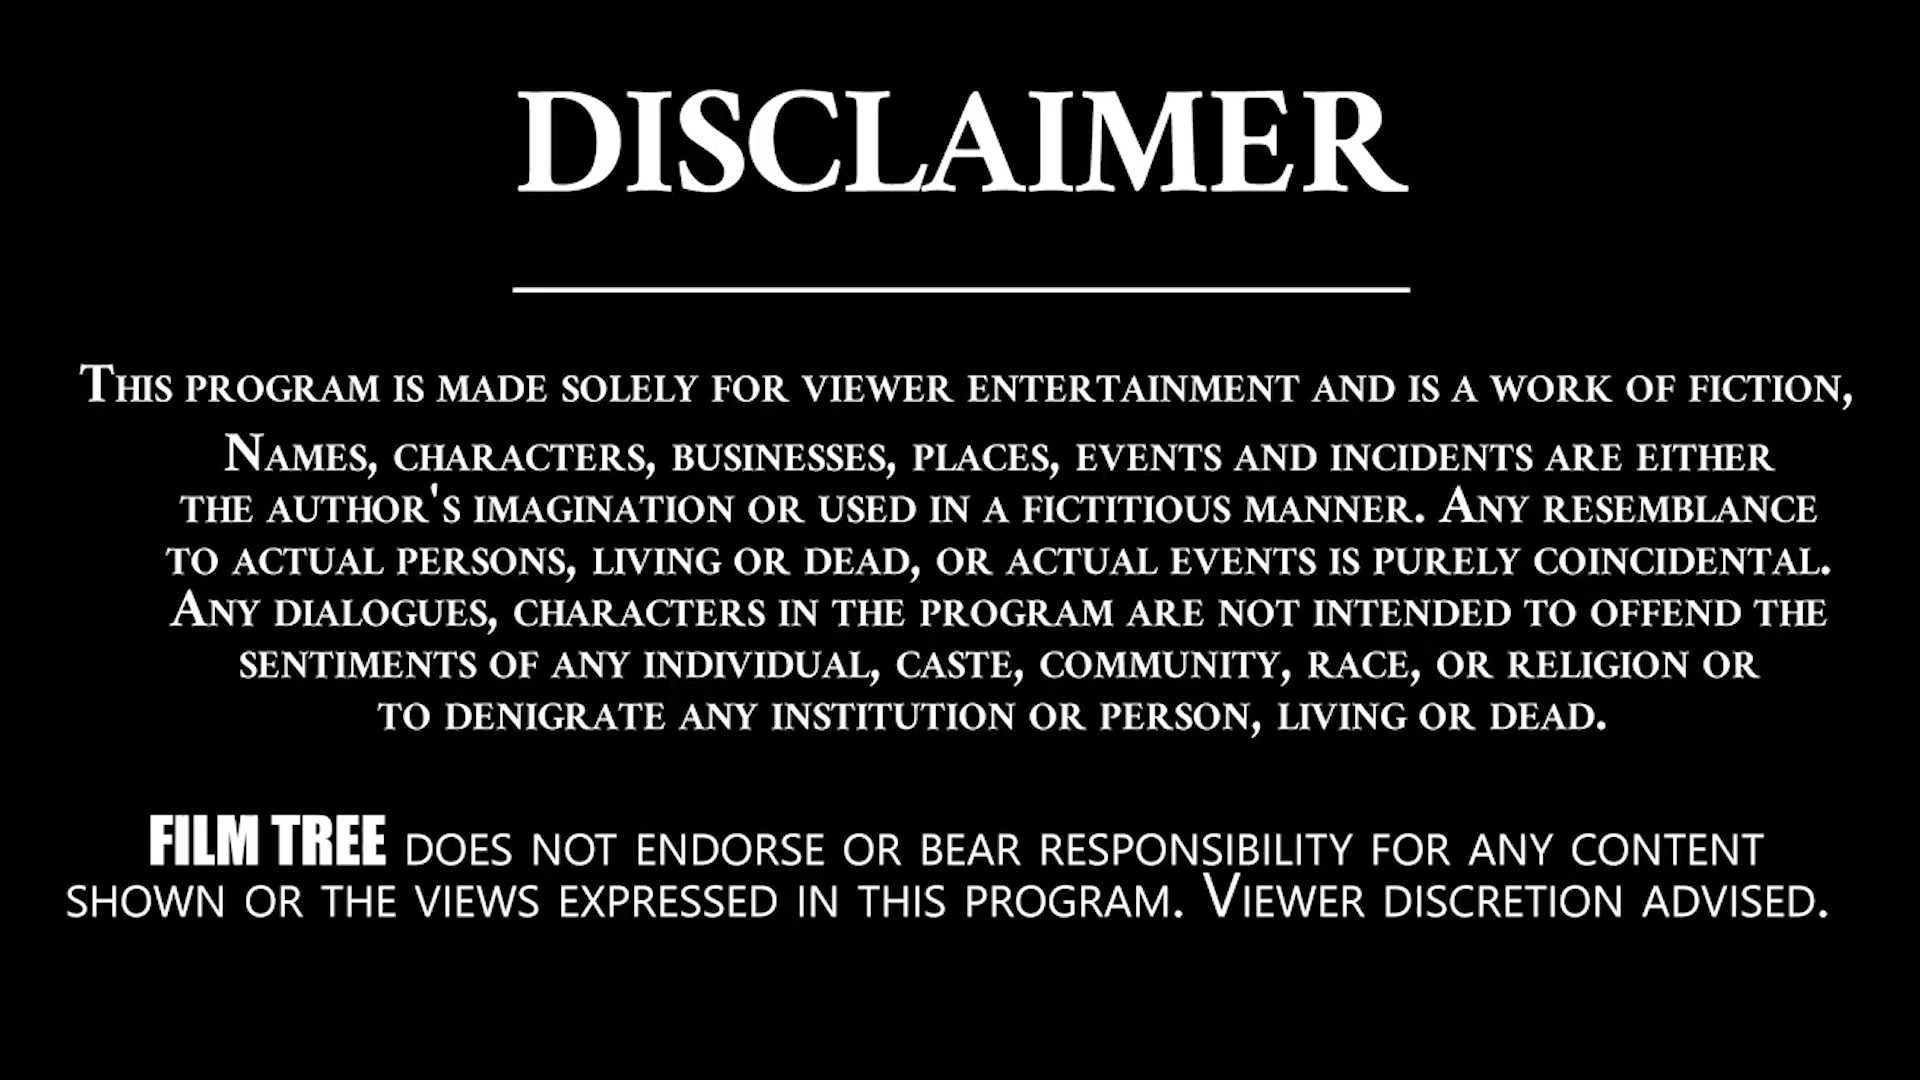 DISCLAIMER
This program is made solely for viewer entertainment and is a work of fiction,
Names, characters, businesses, places, events and incidents are either
the author's imagination or used in a fictitious manner. Any resemblance
to actual persons, living or dead, or actual events is purely coincidental.
Any dialogues, characters in the program are not intended to offend the
sentiments of any individual, caste, community, race, or religion or
to denigrate any institution or person, living or dead.
FILM TREE does not endorse or bear responsibility for any content
shown or the views expressed in this program. Viewer discretion advised.